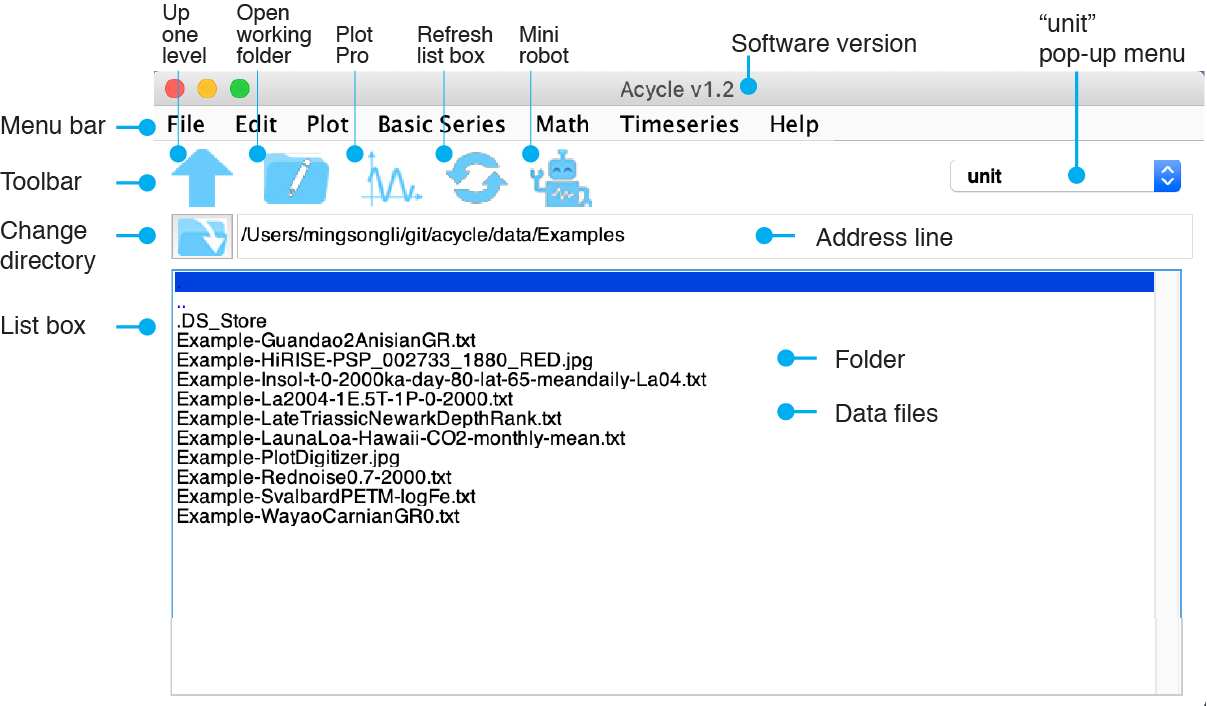 Up
one
level
Open
working
folder
Plot
Pro
Refresh
list box
Mini
robot
Software version
“unit”
pop-up menu
Acycle v1.2
Menu bar
File Edit Plot Basic Series Math Timeseries Help
Toolbar
unit
Change
directory
/Users/mingsongli/git/acycle/data/Examples
Address line
List box
.
..
.DS_Store
Example-Guandao2AnisianGR.txt
Example-HiRISE-PSP_002733_1880_RED.jpg
Example-Insol-t-0-2000ka-day-80-lat-65-meandaily-La04.txt
Example-La2004-1E.5T-1P-0-2000.txt
Example-LateTriassicNewarkDepthRank.txt
Example-LaunaLoa-Hawaii-CO2-monthly-mean.txt
Example-PlotDigitizer.jpg
Example-Rednoise0.7-2000.txt
Example-SvalbardPETM-logFe.txt
Example-WayaoCarnianGR0.txt
Folder
Data files